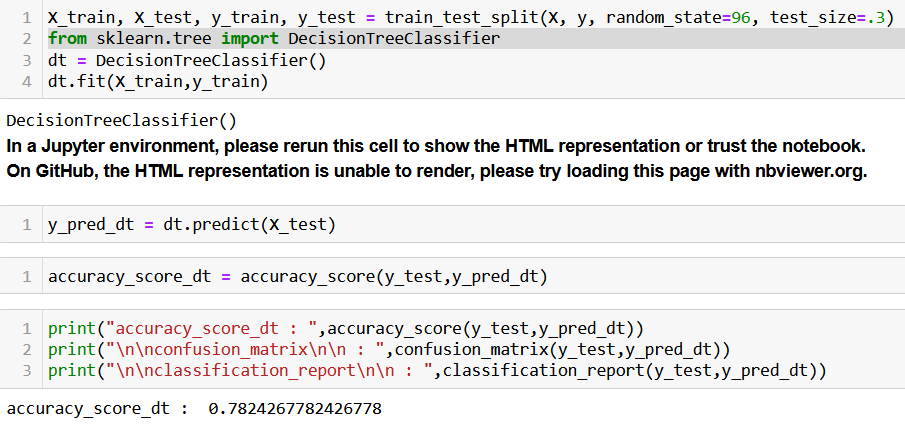 1 X_train, X_test, y_train, y_test = train_test_split(X, y, random_state=96, test_size=.3)
2 from sklearn.tree import DecisionTreeClassifier
3 dt = DecisionTreeClassifier()
4 dt.fit(X_train,y_train)
DecisionTreeClassifier()
In a Jupyter environment, please rerun this cell to show the HTML representation or trust the notebook.
On GitHub, the HTML representation is unable to render, please try loading this page with nbviewer.org.
1 y_pred_dt = dt.predict(X_test)
1 accuracy_score_dt = accuracy_score(y_test,y_pred_dt)
1 print("accuracy_score_dt : ",accuracy_score(y_test,y_pred_dt))
2 print("\n\nconfusion_matrix\n\n : ",confusion_matrix(y_test,y_pred_dt))
3 print("\n\nclassification_report\n\n : ",classification_report(y_test,y_pred_dt))
accuracy_score_dt :  0.7824267782426778